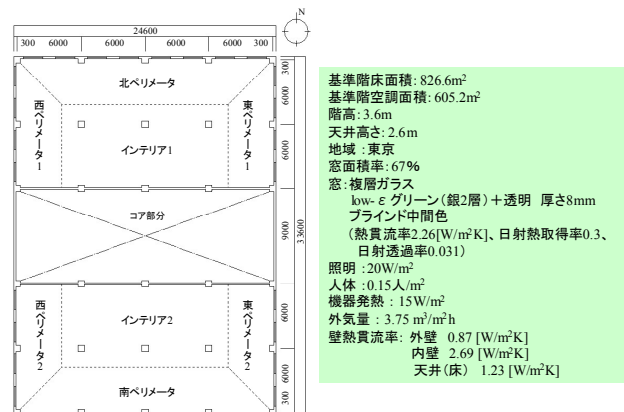 N
24600
300 6000 6000 6000 6000 300
300
6000
6000
9000
33600
6000
6000
300
北ペリメータ
西ペリメータ1
東ペリメータ1
インテリア1
コア部分
西ペリメータ2
東ペリメータ2
インテリア2
南ペリメータ
基準階床面積:826.6m²
基準階空調面積:605.2m²
階高:3.6m
天井高さ:2.6m
地域:東京
窓面積率:67%
窓:複層ガラス
low-εグリーン(銀2層)+透明 厚さ8mm
ブラインド中間色
(熱貫流率2.26[W/m²K]、日射熱取得率0.3、
日射透過率0.031)
照明:20W/m²
人体:0.15人/m²
機器発熱:15W/m²
外気量:3.75 m³/m²h
壁熱貫流率: 外壁 0.87 [W/m²K]
内壁 2.69 [W/m²K]
天井(床) 1.23 [W/m²K]